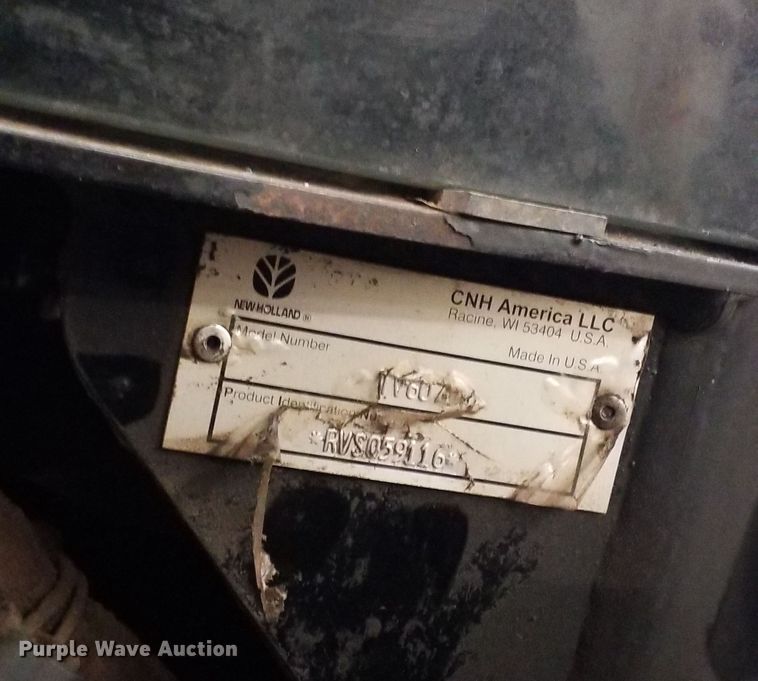 NEW HOLLAND ®
CNH America LLC
Racine, WI 53404 U.S.A.
Made In U.S.A.
Model Number
Product Identification
*RVS059116*
Purple Wave Auction